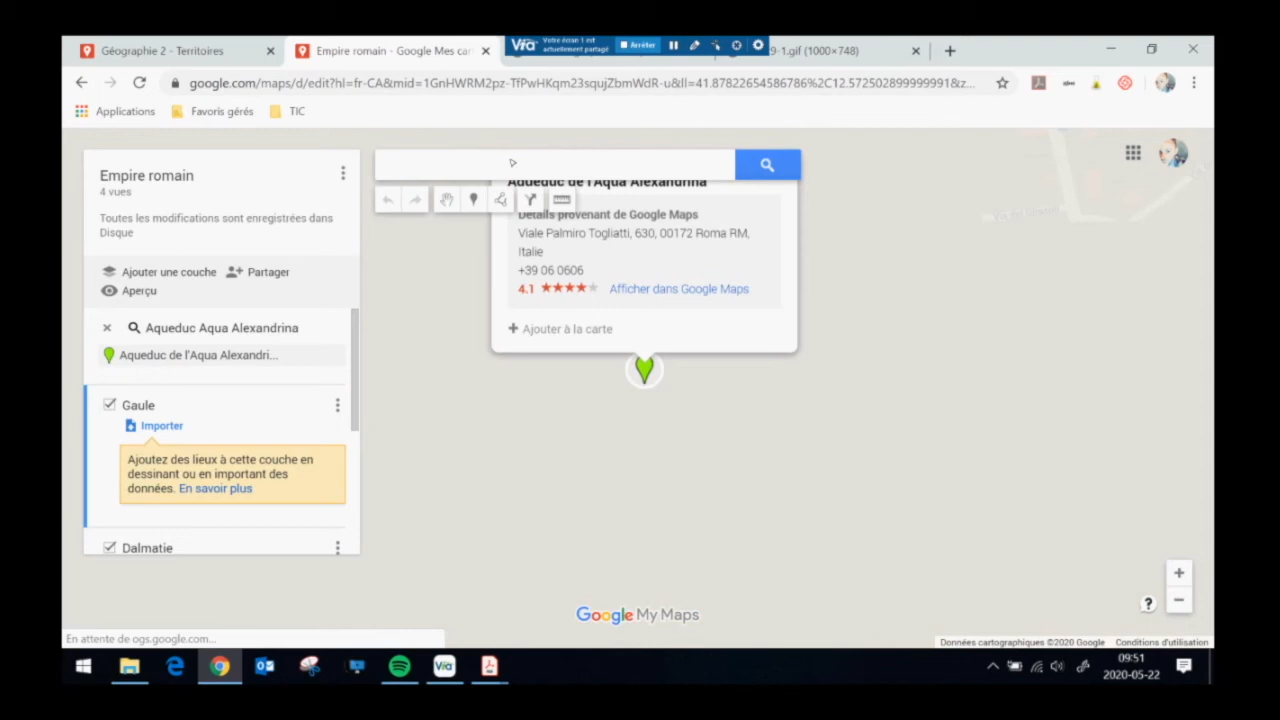 Géographie 2 - Territoires
Empire romain - Google Mes car
Via
Votre écran 1 est
actuellement partagé
Arrêter
9-1.gif (1000×748)
google.com/maps/d/edit?hl=fr-CA&mid=1GnHWRM2pz-TfPwHKqm23squjZbmWdR-u&ll=41.87822654586786%2C12.572502899999991&z...
Applications
Favoris gérés
TIC
Empire romain
4 vues
Toutes les modifications sont enregistrées dans
Disque
Ajouter une couche
Partager
Aperçu
Aqueduc Aqua Alexandrina
Aqueduc de l'Aqua Alexandri...
Gaule
Importer
Ajoutez des lieux à cette couche en
dessinant ou en important des
données. En savoir plus
Dalmatie
Aqueduc de l'Aqua Alexandrina
Détails provenant de Google Maps
Viale Palmiro Togliatti, 630, 00172 Roma RM,
Italie
+39 06 0606
4.1
Afficher dans Google Maps
+ Ajouter à la carte
Google My Maps
En attente de ogs.google.com...
Données cartographiques ©2020 Google
Conditions d'utilisation
09:51
2020-05-22